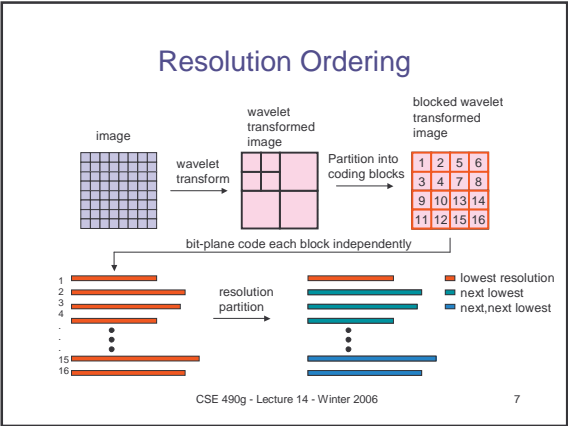 Resolution Ordering
image
wavelet
transform
wavelet
transformed
image
Partition into
coding blocks
blocked wavelet
transformed
image
1 2 5 6
3 4 7 8
9 10 13 14
11 12 15 16
bit-plane code each block independently
1
2
3
4
.
.
.
15
16
resolution
partition
lowest resolution
next lowest
next,next lowest
CSE 490g - Lecture 14 - Winter 2006
7